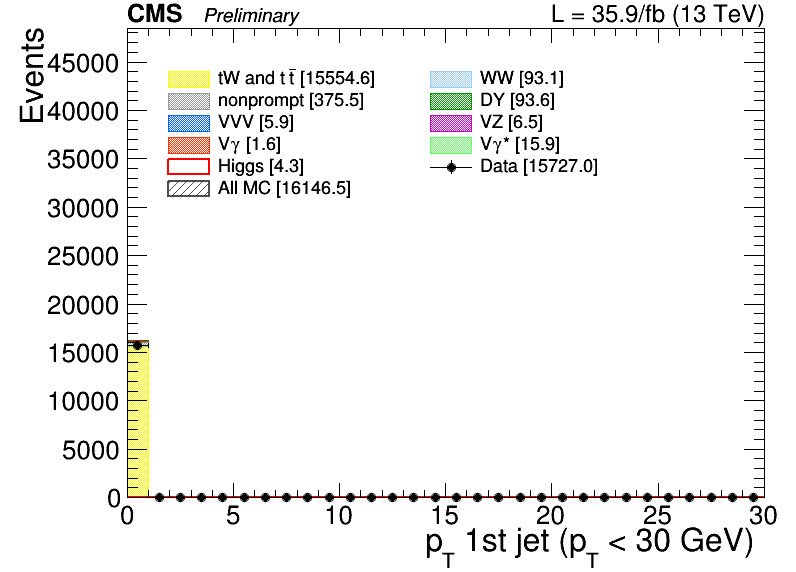 CMS Preliminary L = 35.9/fb (13 TeV)
Events
45000
40000
35000
30000
25000
20000
15000
10000
5000
0
tW and t t̅ [15554.6]
nonprompt [375.5]
VVV [5.9]
Vγ [1.6]
Higgs [4.3]
All MC [16146.5]
WW [93.1]
DY [93.6]
VZ [6.5]
Vγ* [15.9]
Data [15727.0]
0 5 10 15 20 25 30
p_T 1st jet (p_T < 30 GeV)